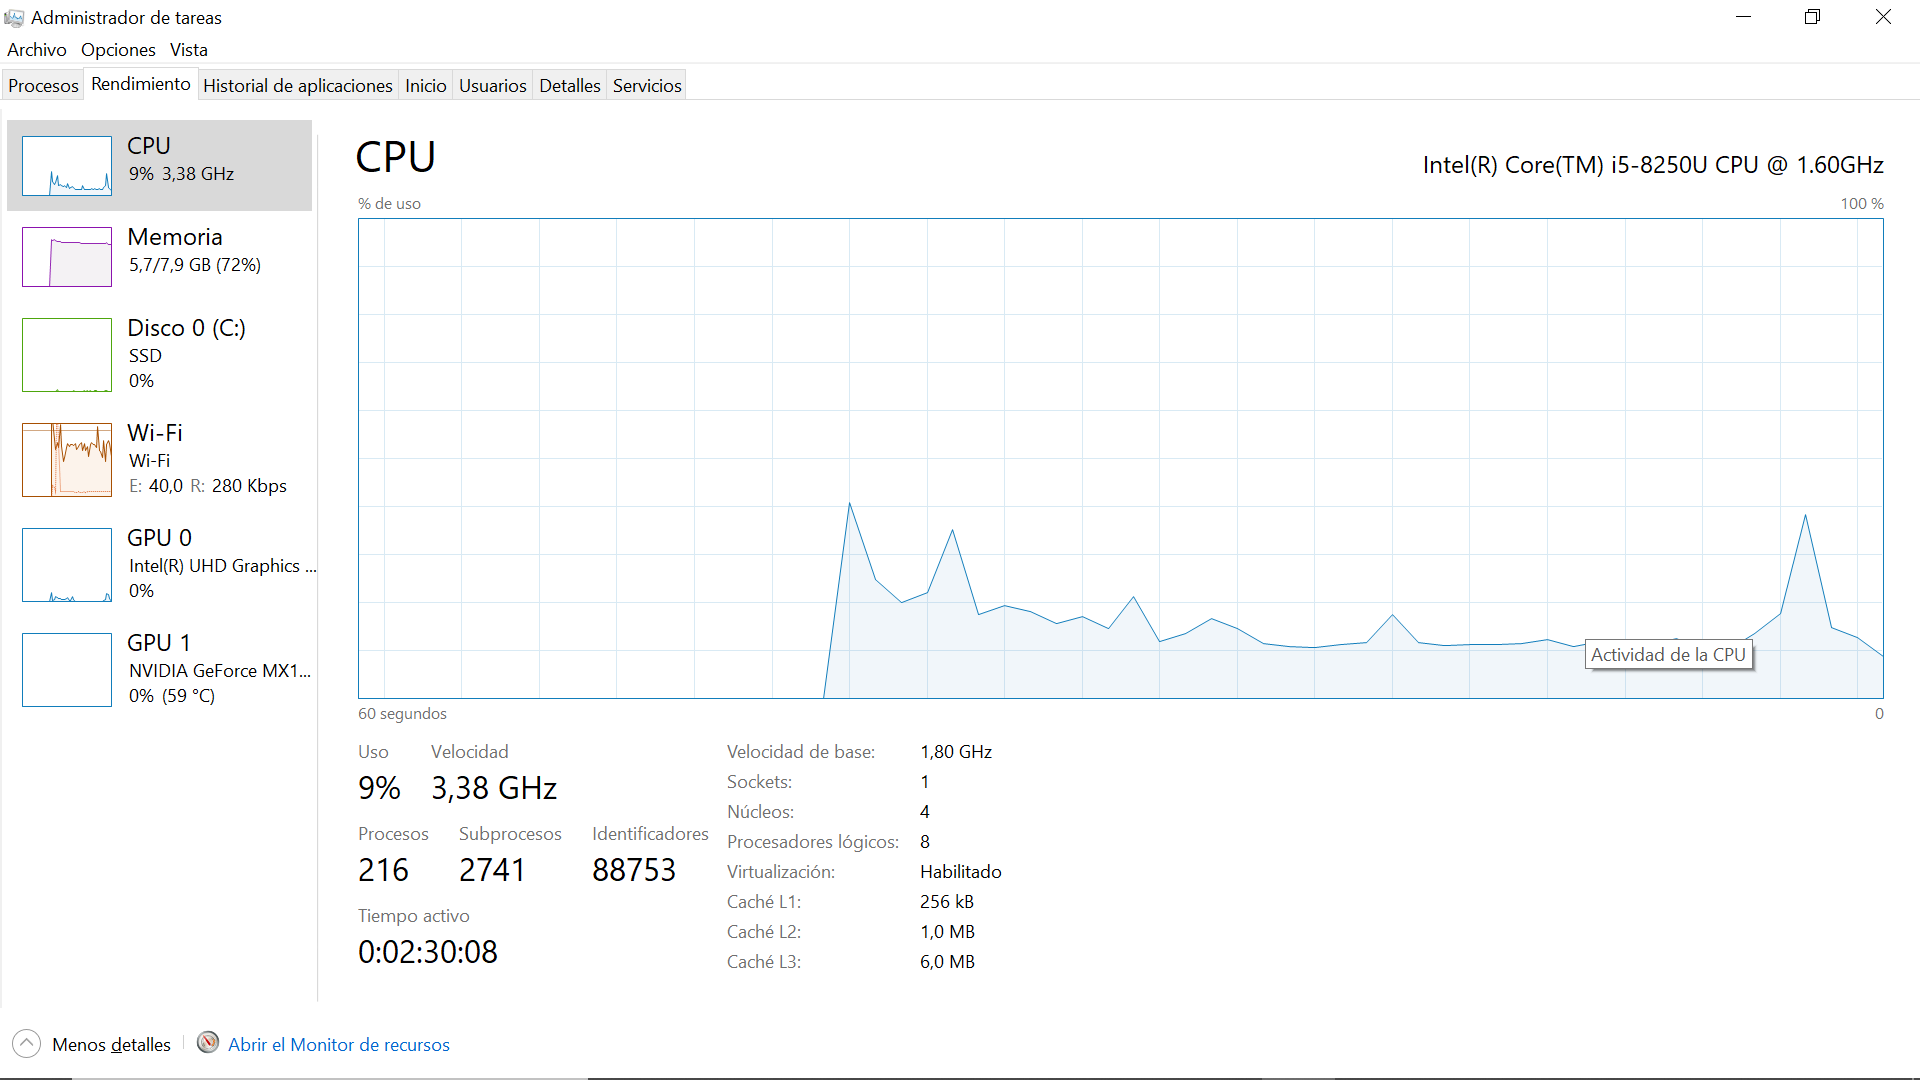 Administrador de tareas
Archivo Opciones Vista
Procesos Rendimiento Historial de aplicaciones Inicio Usuarios Detalles Servicios
CPU
9% 3,38 GHz
Memoria
5,7/7,9 GB (72%)
Disco 0 (C:)
SSD
0%
Wi-Fi
Wi-Fi
E: 40,0 R: 280 Kbps
GPU 0
Intel(R) UHD Graphics ...
0%
GPU 1
NVIDIA GeForce MX1...
0% (59 °C)
CPU
Intel(R) Core(TM) i5-8250U CPU @ 1.60GHz
% de uso 100 %
Actividad de la CPU
60 segundos 0
Uso Velocidad
9% 3,38 GHz
Procesos Subprocesos Identificadores
216 2741 88753
Tiempo activo
0:02:30:08
Velocidad de base: 1,80 GHz
Sockets: 1
Núcleos: 4
Procesadores lógicos: 8
Virtualización: Habilitado
Caché L1: 256 kB
Caché L2: 1,0 MB
Caché L3: 6,0 MB
Menos detalles Abrir el Monitor de recursos